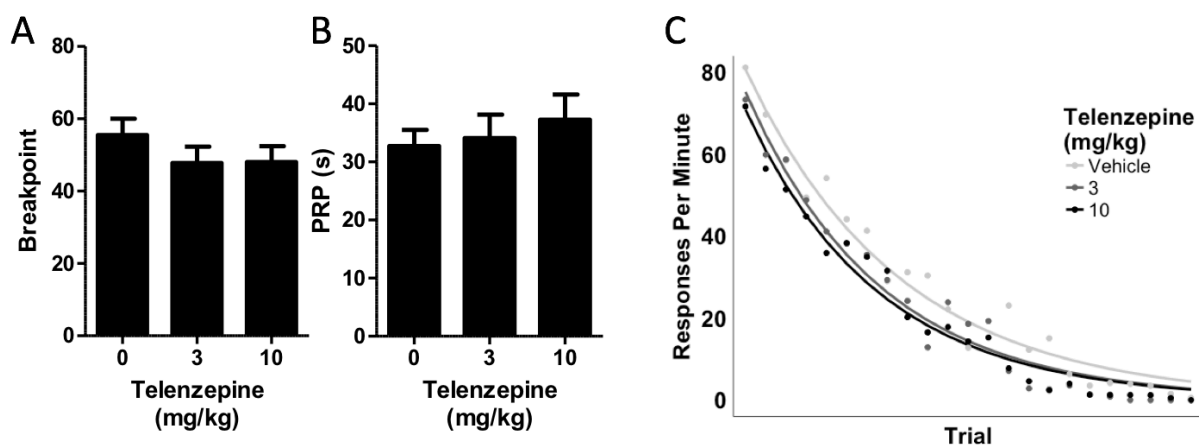 A
Breakpoint
80
60
40
20
0
0 3 10
Telenzepine
(mg/kg)
B
PRP (s)
50
40
30
20
10
0
0 3 10
Telenzepine
(mg/kg)
C
Responses Per Minute
80
60
40
20
0
Trial
Telenzepine
(mg/kg)
Vehicle
3
10